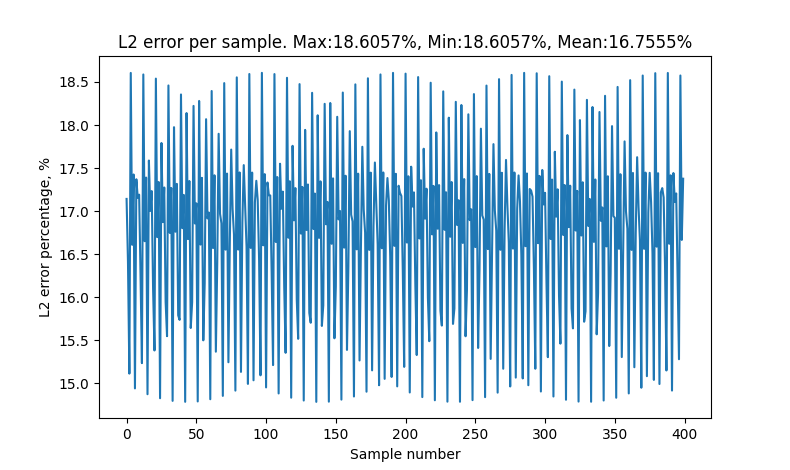 L2 error per sample. Max:18.6057%, Min:18.6057%, Mean:16.7555%
L2 error percentage, %
18.5
18.0
17.5
17.0
16.5
16.0
15.5
15.0
0 50 100 150 200 250 300 350 400
Sample number